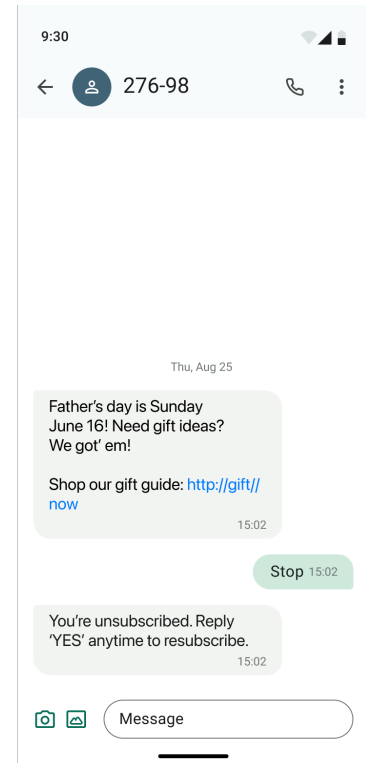 9:30
276-98
Thu, Aug 25
Father's day is Sunday
June 16! Need gift ideas?
We got' em!
Shop our gift guide: http://gift//
now
15:02
Stop 15:02
You're unsubscribed. Reply
'YES' anytime to resubscribe.
15:02
Message